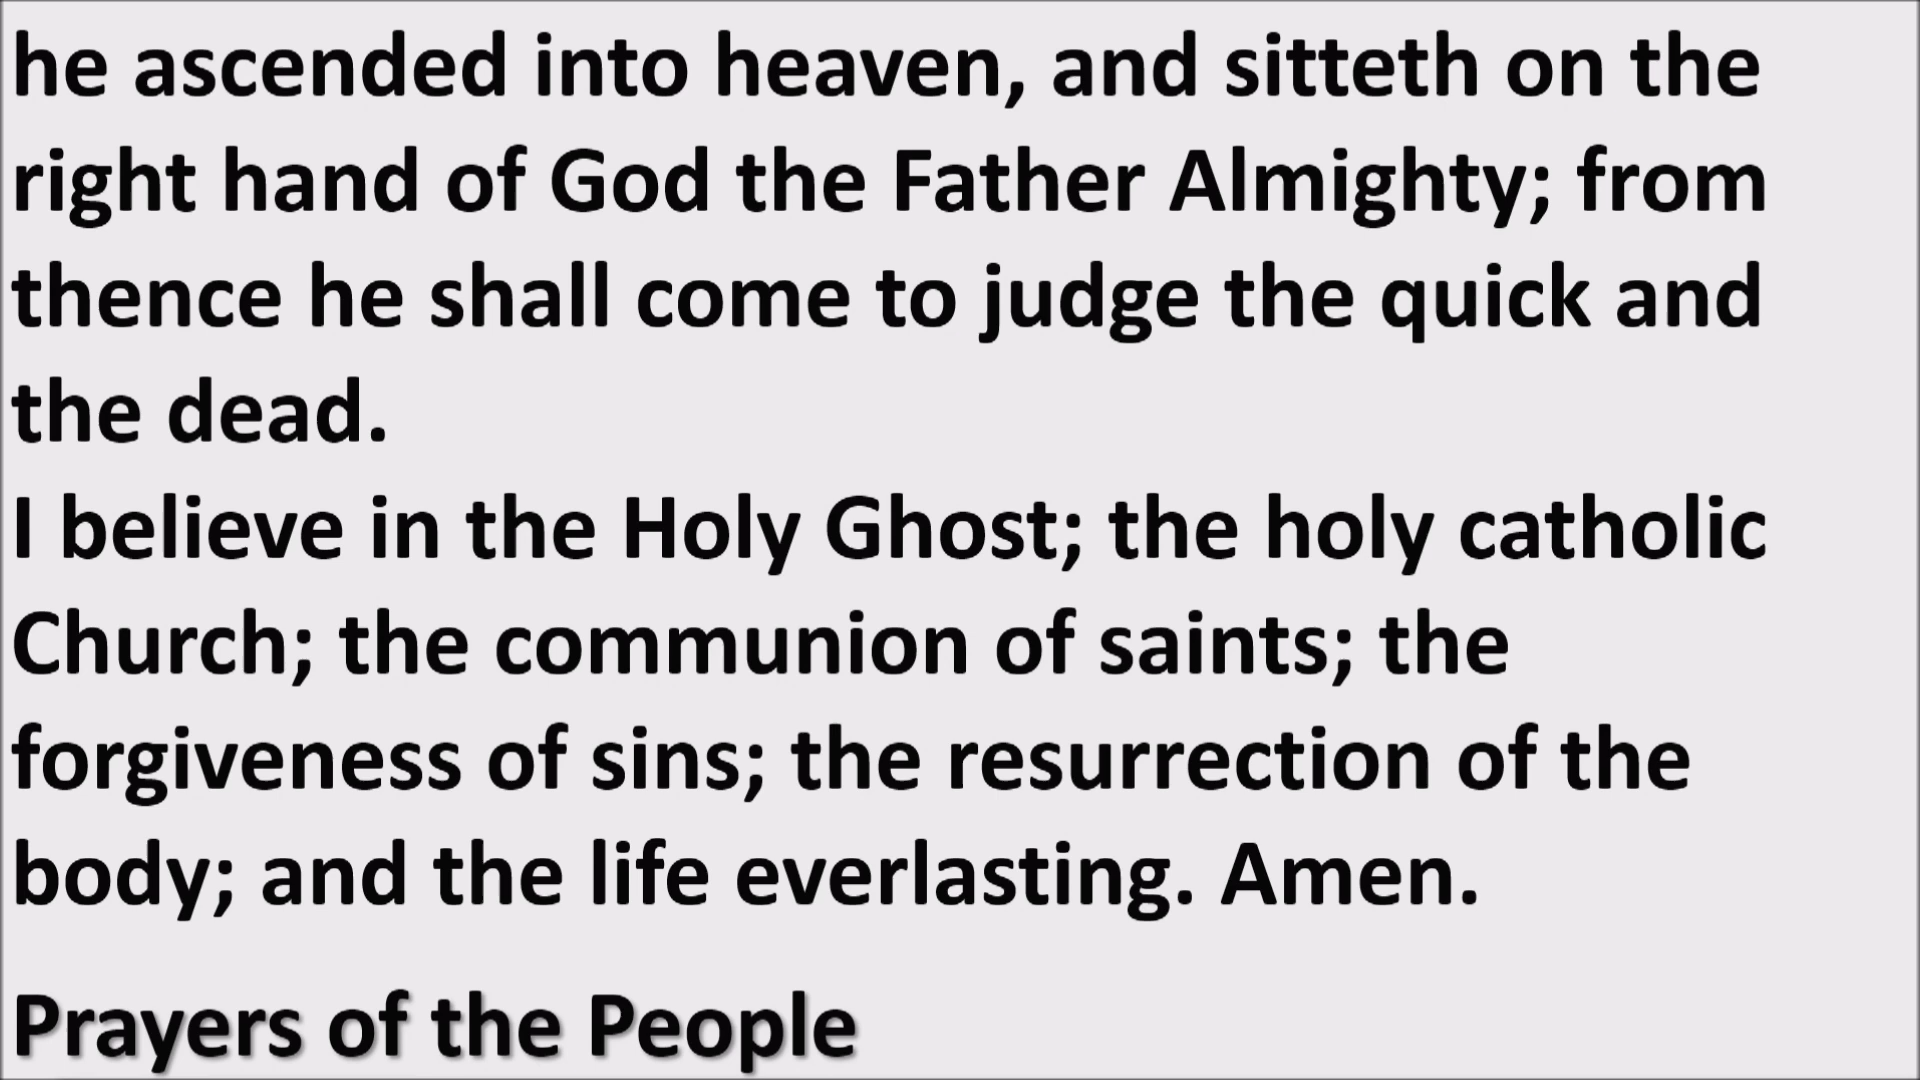 he ascended into heaven, and sitteth on the
right hand of God the Father Almighty; from
thence he shall come to judge the quick and
the dead.
I believe in the Holy Ghost; the holy catholic
Church; the communion of saints; the
forgiveness of sins; the resurrection of the
body; and the life everlasting. Amen.
Prayers of the People